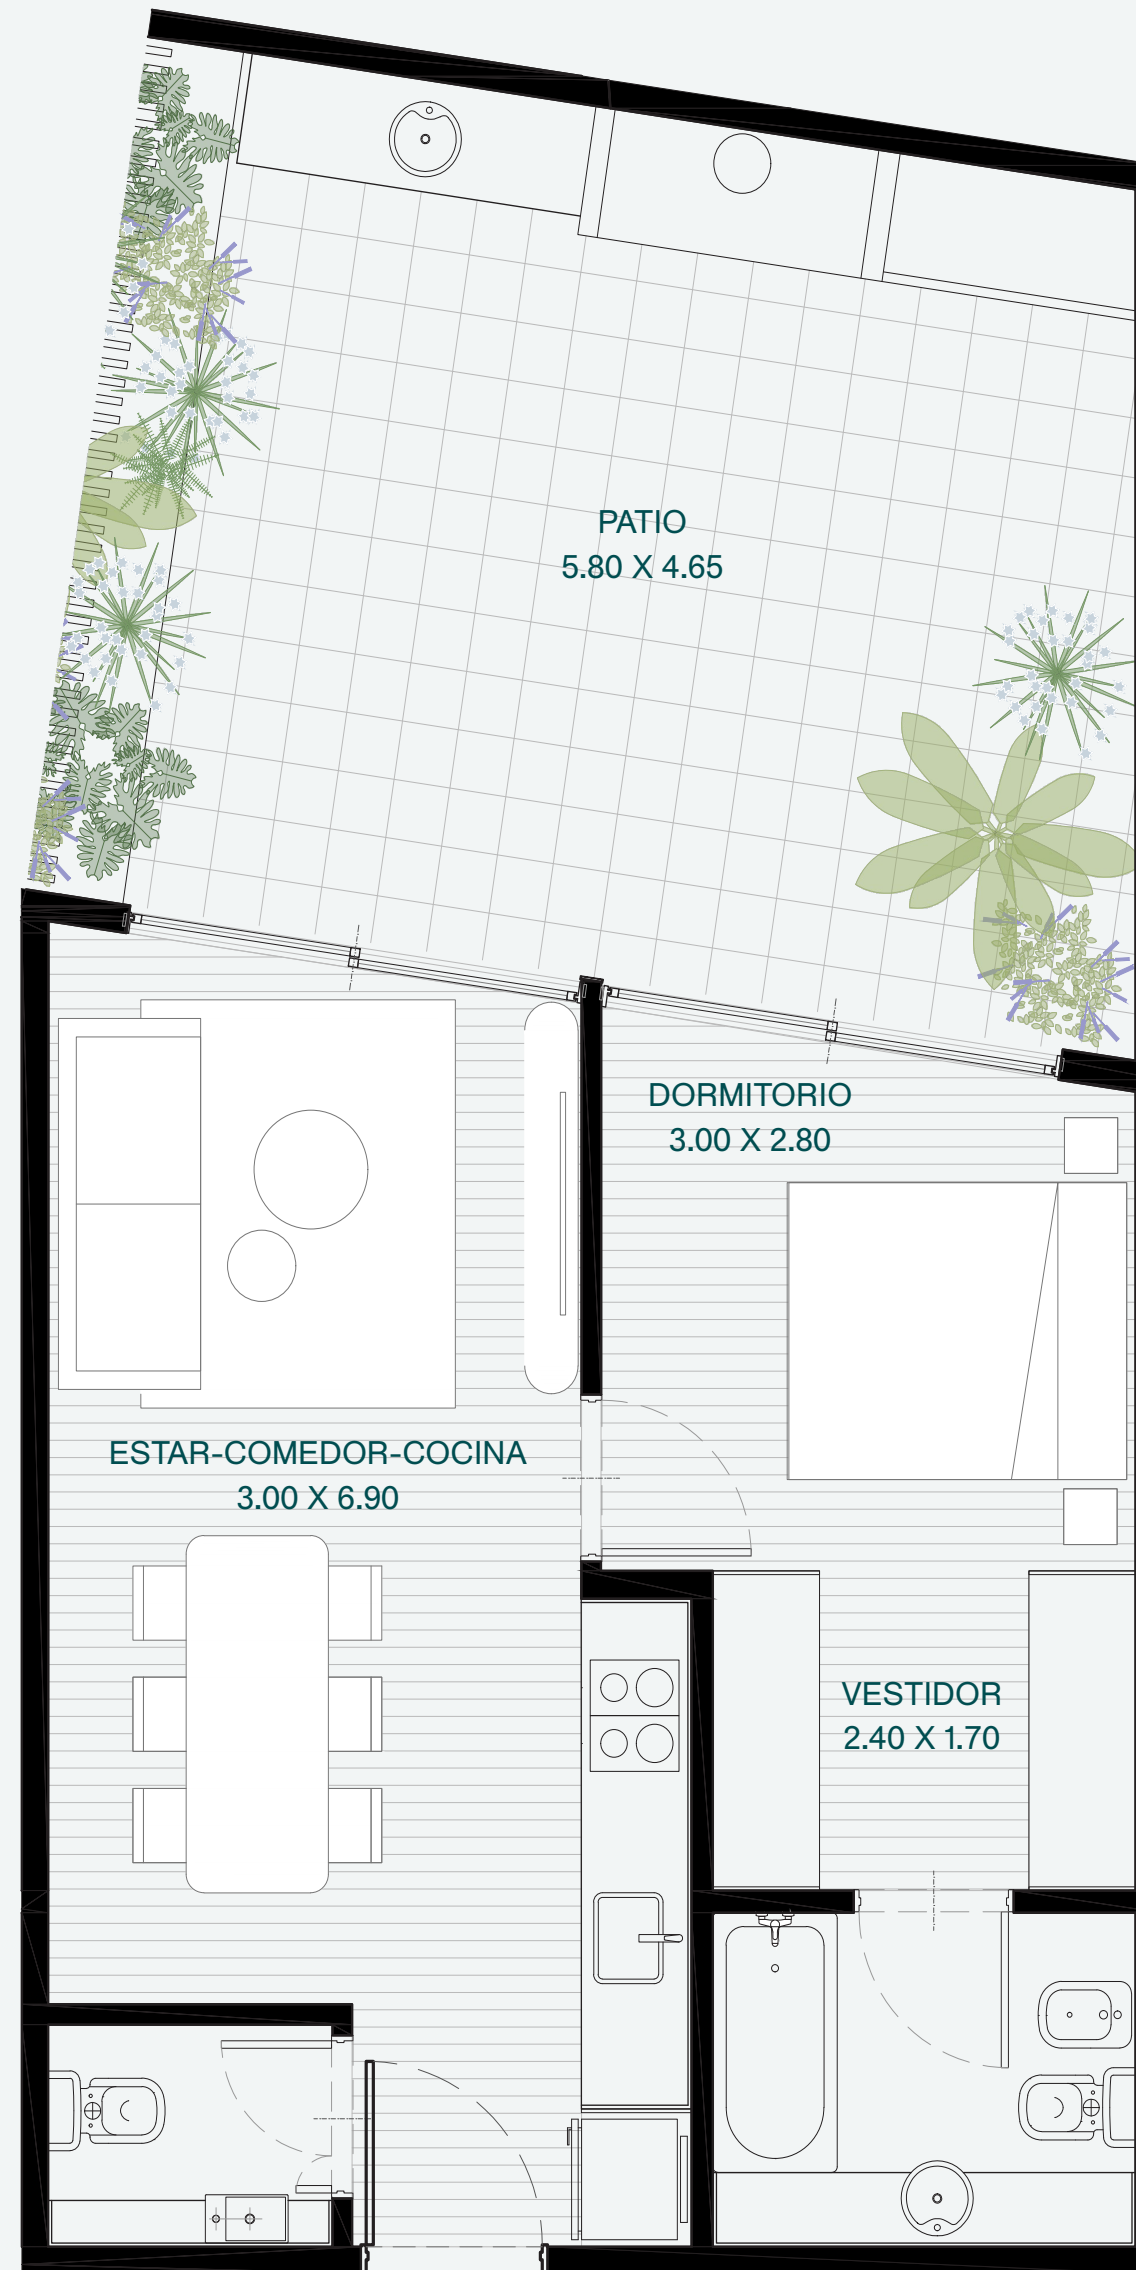 PATIO
5.80 X 4.65
DORMITORIO
3.00 X 2.80
ESTAR-COMEDOR-COCINA
3.00 X 6.90
VESTIDOR
2.40 X 1.70